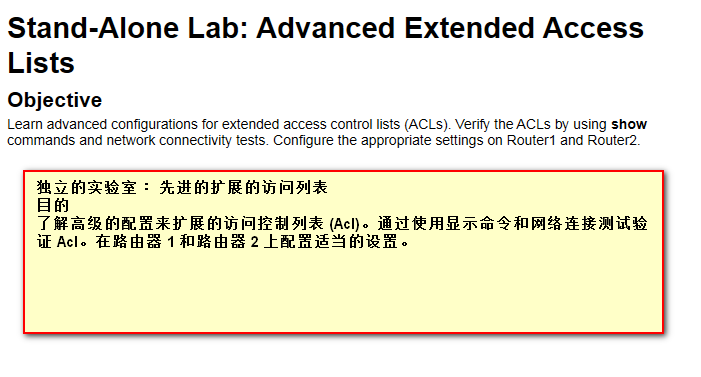 Stand-Alone Lab: Advanced Extended Access
Lists
Objective
Learn advanced configurations for extended access control lists (ACLs). Verify the ACLs by using show
commands and network connectivity tests. Configure the appropriate settings on Router1 and Router2.
独立的实验室： 先进的扩展的访问列表
目的
了解高级的配置来扩展的访问控制列表 (Acl)。通过使用显示命令和网络连接测试验
证 Acl。在路由器 1 和路由器 2 上配置适当的设置。